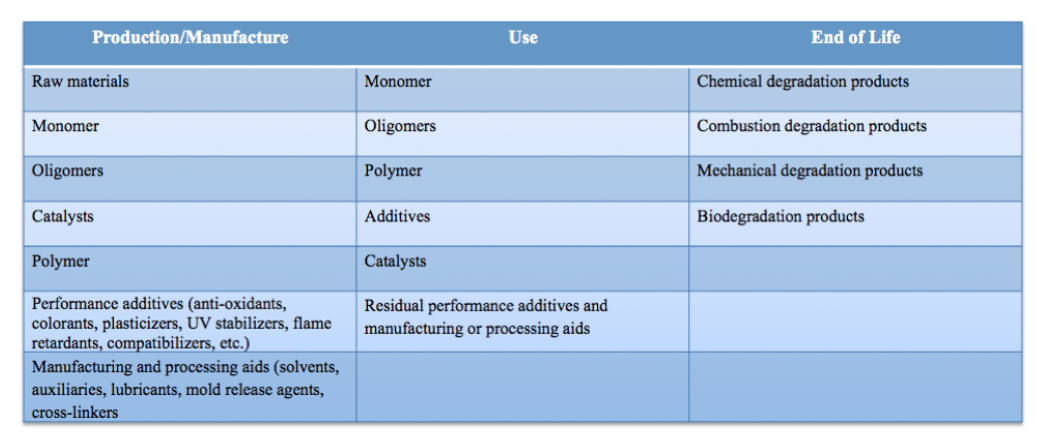 Production/Manufacture Use End of Life
Raw materials Monomer Chemical degradation products
Monomer Oligomers Combustion degradation products
Oligomers Polymer Mechanical degradation products
Catalysts Additives Biodegradation products
Polymer Catalysts
Performance additives (anti-oxidants,
colorants, plasticizers, UV stabilizers, flame
retardants, compatibilizers, etc.)
Residual performance additives and
manufacturing or processing aids
Manufacturing and processing aids (solvents,
auxiliaries, lubricants, mold release agents,
cross-linkers